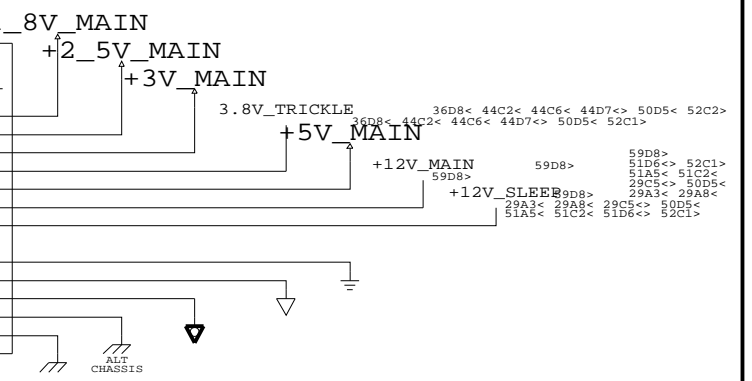 _8V_MAIN
+2_5V_MAIN
+3V_MAIN
3.8V_TRICKLE
36D8< 44C2< 44C6< 44D7<> 50D5< 52C2>
36D8< 44C2< 44C6< 44D7<> 50D5< 52C1>
+5V_MAIN
+12V_MAIN
59D8>
59D8>
59D8>
51D6<> 52C1>
51A5< 51C2<
29C5<> 50D5<
29A3< 29A8<
+12V_SLEEP
59D8>
29A3< 29A8< 29C5<> 50D5<
51A5< 51C2< 51D6<> 52C1>
ALT
CHASSIS